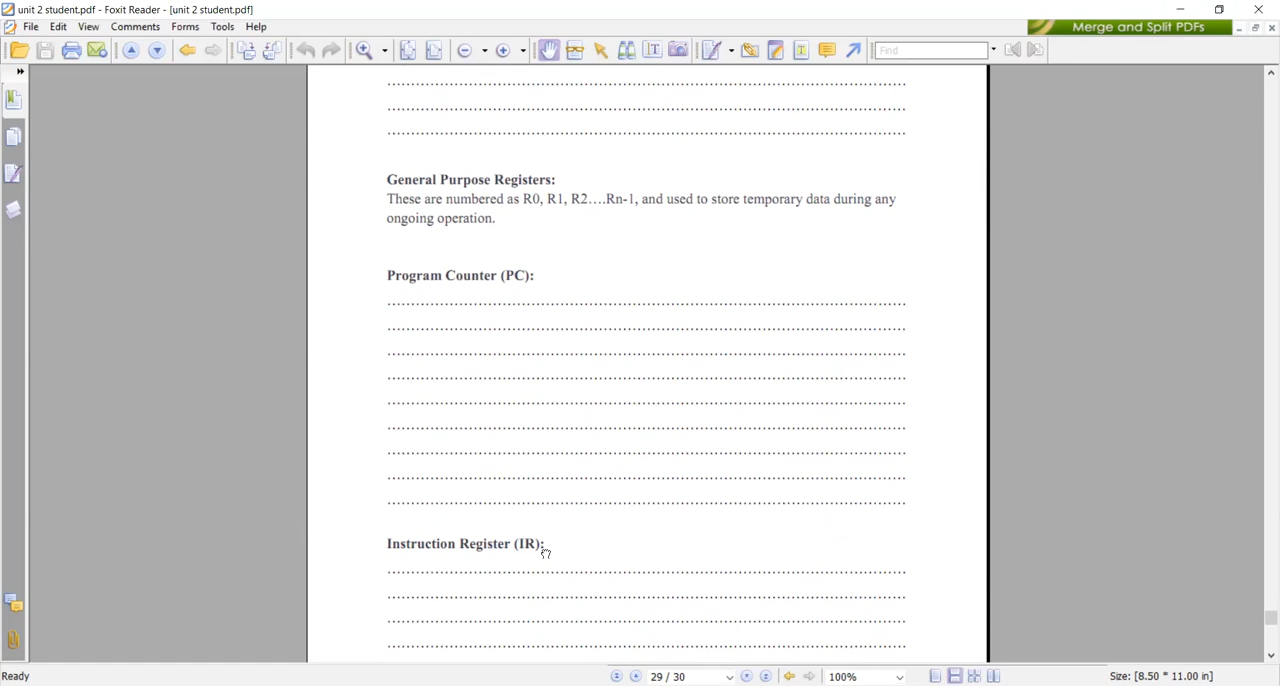 unit 2 student.pdf - Foxit Reader - [unit 2 student.pdf]
File Edit View Comments Forms Tools Help
Merge and Split PDFs
Find
General Purpose Registers:
These are numbered as R0, R1, R2….Rn-1, and used to store temporary data during any
ongoing operation.
Program Counter (PC):
Instruction Register (IR):
Ready
29 / 30
100%
Size: [8.50 * 11.00 in]